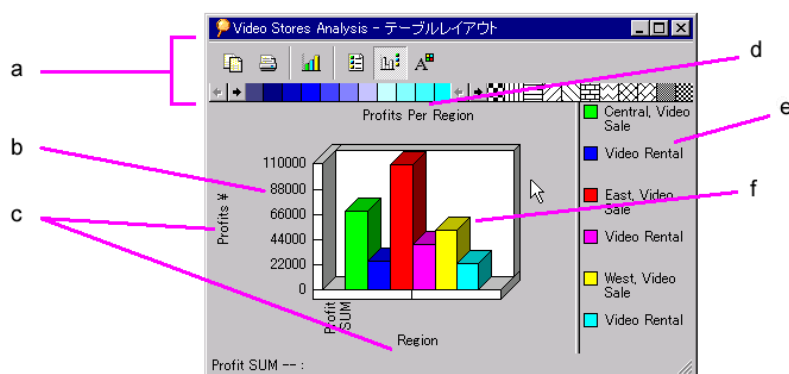 Video Stores Analysis - テーブルレイアウト
a
d
Profits Per Region
e
Central, Video
Sale
Video Rental
East, Video
Sale
Video Rental
West, Video
Sale
Video Rental
b
c
f
Profits ¥
110000
88000
66000
44000
22000
0
Profit
SUM
Region
Profit SUM -- :